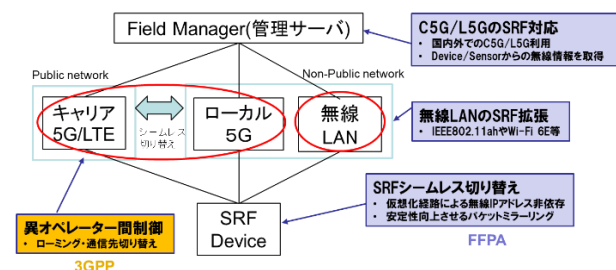 Field Manager(管理サーバ)
C5G/L5GのSRF対応
• 国内外でのC5G/L5G利用
• Device/Sensorからの無線情報を取得
Public network
Non-Public network
キャリア
5G/LTE
シームレス
切り替え
ローカル
5G
無線
LAN
無線LANのSRF拡張
• IEEE802.11ahやWi-Fi 6E等
SRFシームレス切り替え
• 仮想化経路による無線IPアドレス非依存
• 安定性向上させるパケットミラーリング
異オペレーター間制御
• ローミング・通信先切り替え
SRF
Device
3GPP
FFPA